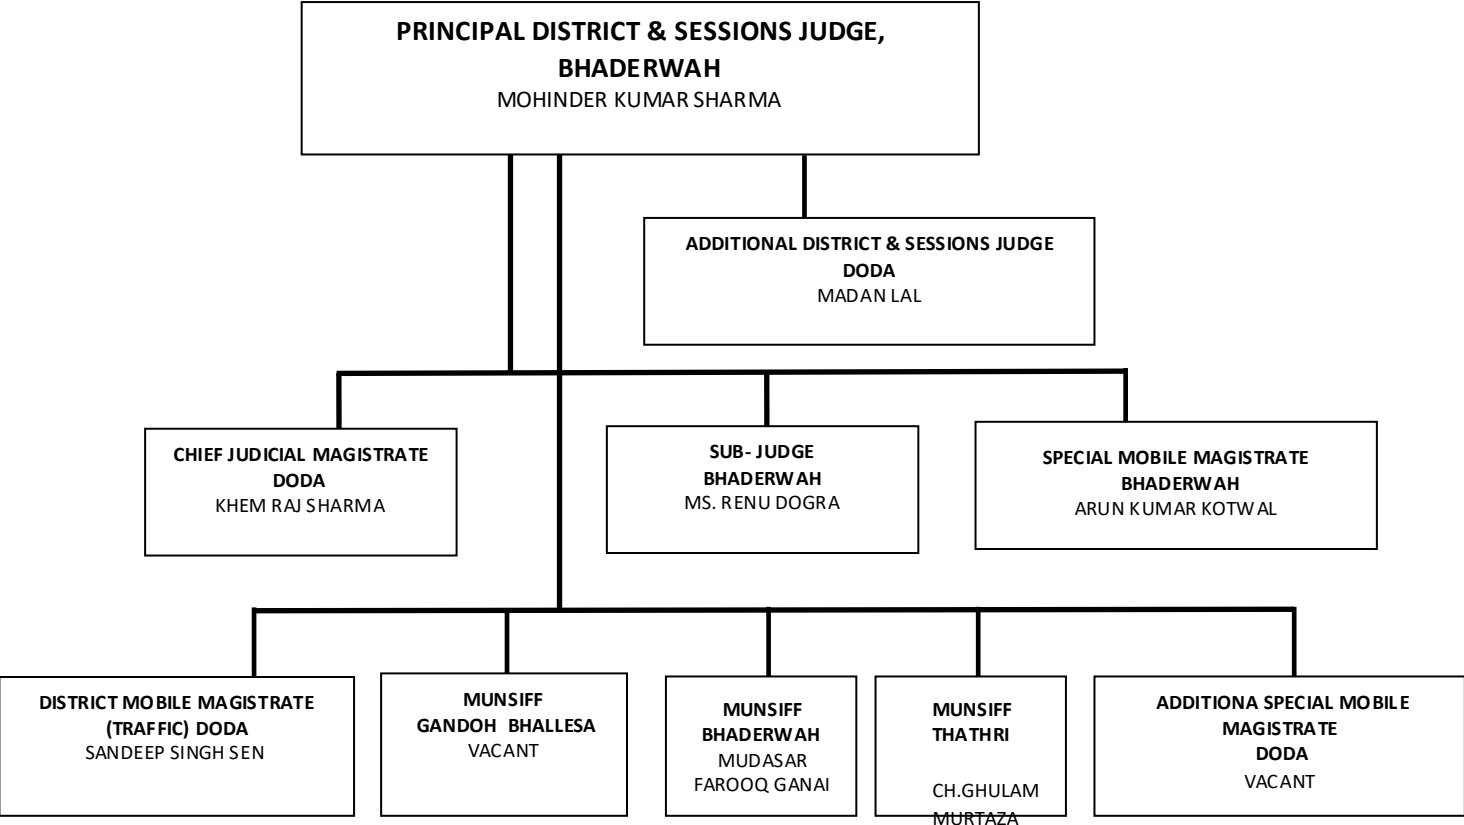 PRINCIPAL DISTRICT & SESSIONS JUDGE,
BHADERWAH
MOHINDER KUMAR SHARMA
ADDITIONAL DISTRICT & SESSIONS JUDGE
DODA
MADAN LAL
CHIEF JUDICIAL MAGISTRATE
DODA
KHEM RAJ SHARMA
SUB- JUDGE
BHADERWAH
MS. RENU DOGRA
SPECIAL MOBILE MAGISTRATE
BHADERWAH
ARUN KUMAR KOTWAL
DISTRICT MOBILE MAGISTRATE
(TRAFFIC) DODA
SANDEEP SINGH SEN
MUNSIFF
GANDOH BHALLESA
VACANT
MUNSIFF
BHADERWAH
MUDASAR
FAROOQ GANAI
MUNSIFF
THATHRI
CH.GHULAM
MURTAZA
ADDITIONA SPECIAL MOBILE
MAGISTRATE
DODA
VACANT